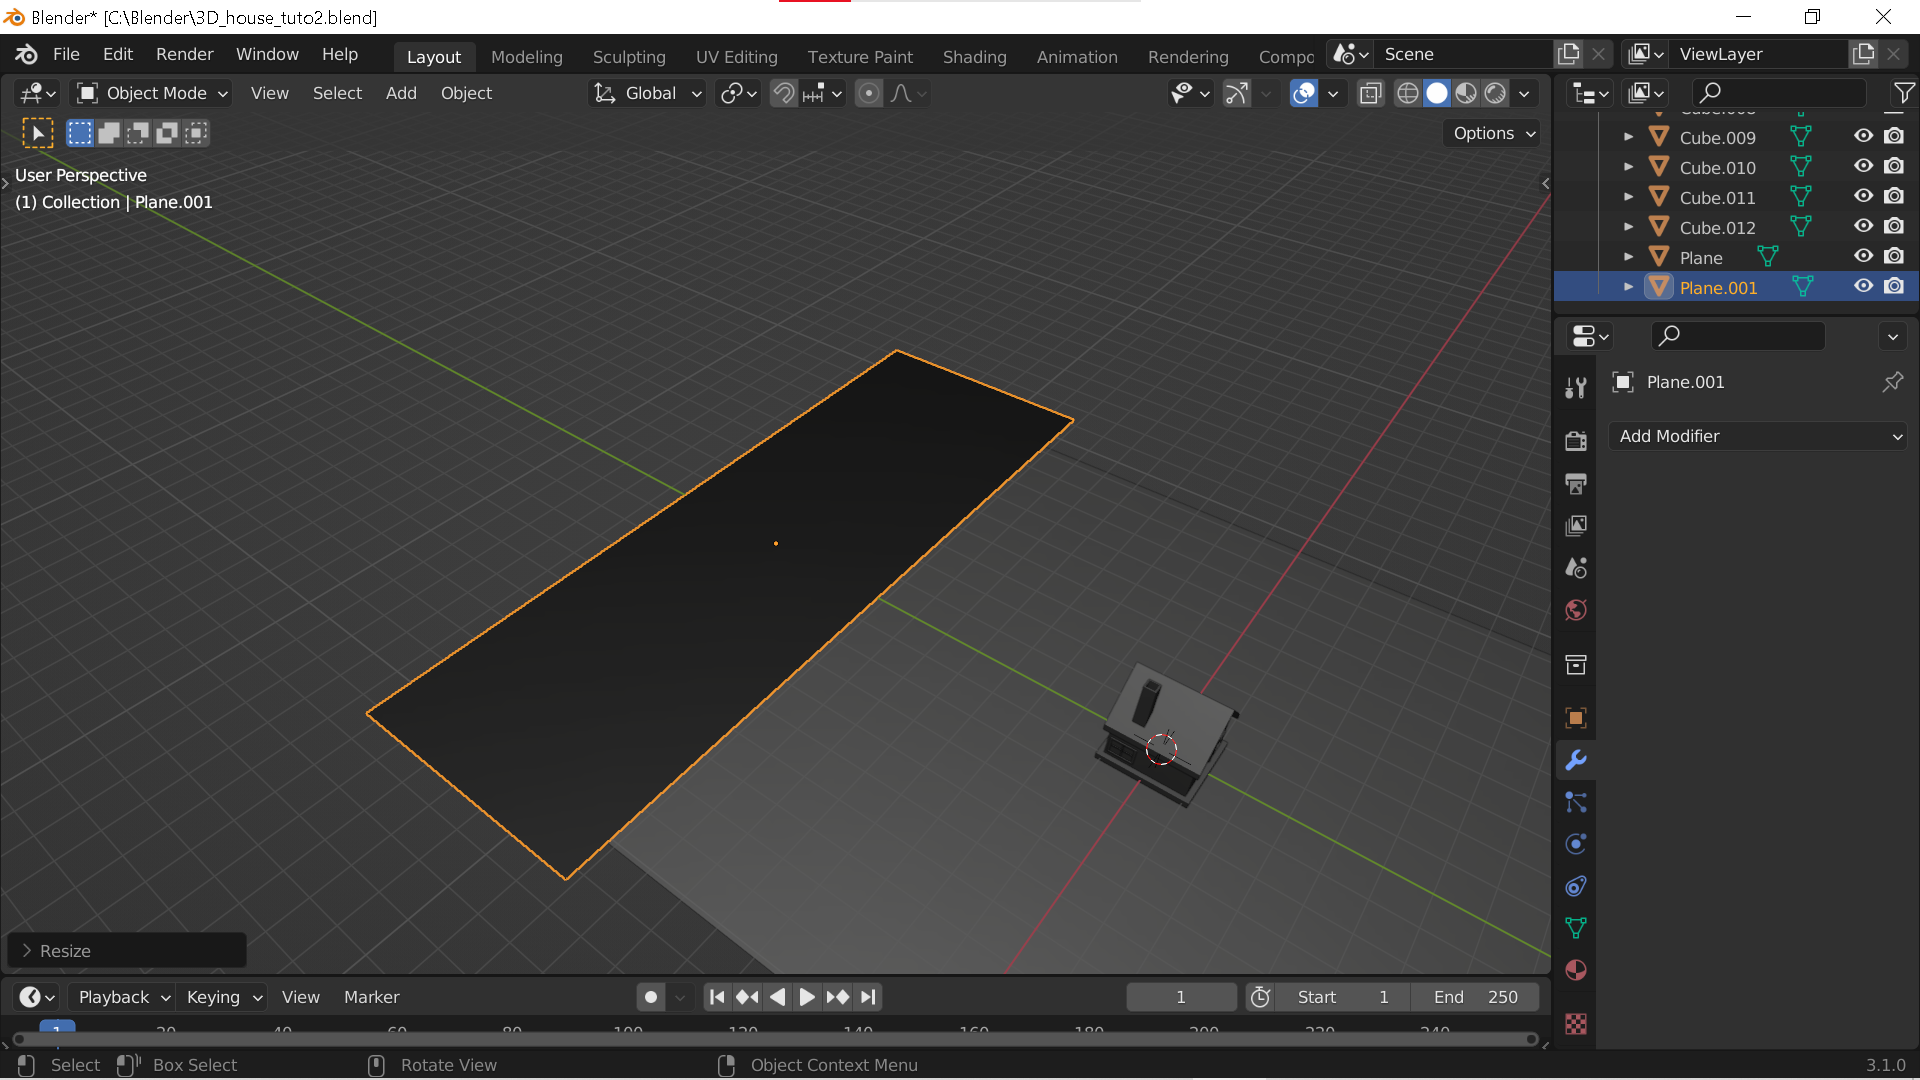 Blender* [C:\Blender\3D_house_tuto2.blend]
File Edit Render Window Help Layout Modeling Sculpting UV Editing Texture Paint Shading Animation Rendering Compo Scene ViewLayer
Object Mode View Select Add Object Global
Options
User Perspective
(1) Collection | Plane.001
Cube.009
Cube.010
Cube.011
Cube.012
Plane
Plane.001
Plane.001
Add Modifier
Resize
Playback Keying View Marker 1 Start 1 End 250
1 20 40 60 80 100 120 140 160 180 200 220 240
Select Box Select Rotate View Object Context Menu 3.1.0